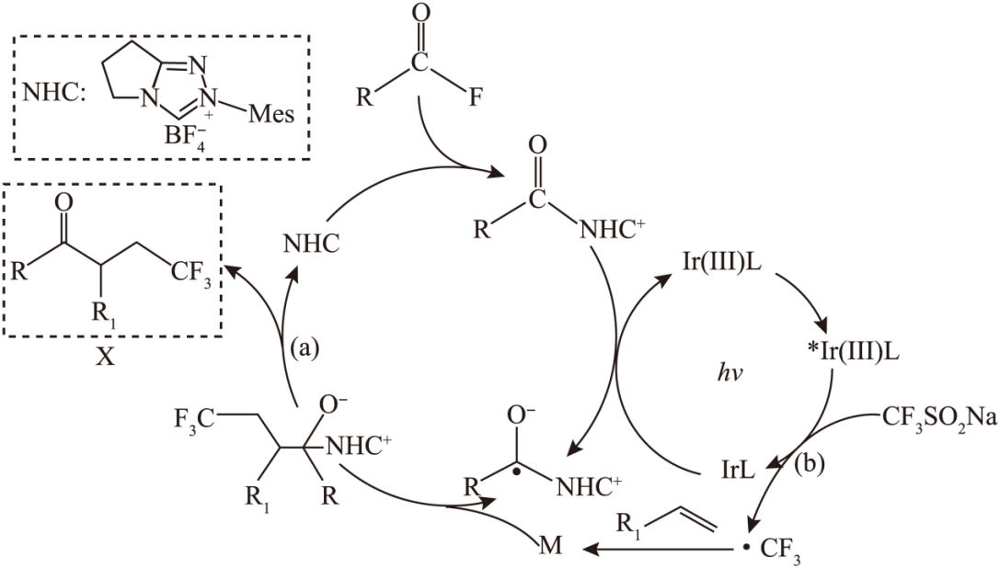 O
C
R
F
NHC:
N
N
N
+
Mes
BF₄⁻
O
C
R
NHC⁺
O
R
CF₃
R₁
X
NHC
Ir(III)L
*Ir(III)L
hν
(a)
F₃C
O⁻
NHC⁺
R₁
R
O⁻
R
•
NHC⁺
IrL
(b)
CF₃SO₂Na
R₁
M
• CF₃